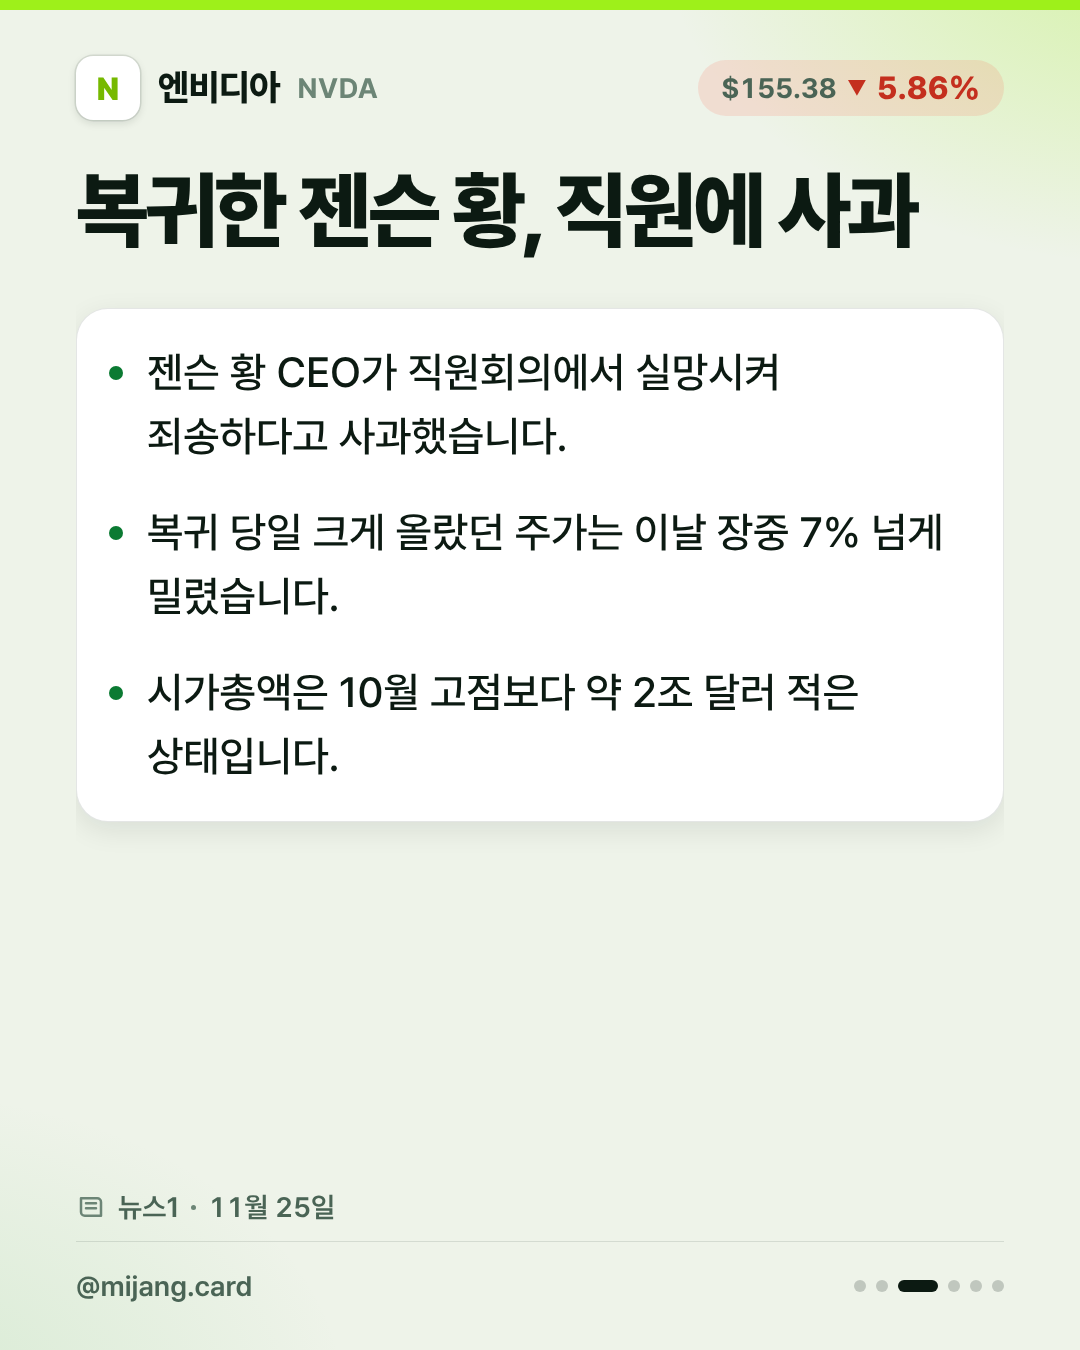 N 엔비디아 NVDA $155.38 ▼ 5.86%
복귀한 젠슨 황, 직원에 사과
• 젠슨 황 CEO가 직원회의에서 실망시켜
죄송하다고 사과했습니다.
• 복귀 당일 크게 올랐던 주가는 이날 장중 7% 넘게
밀렸습니다.
• 시가총액은 10월 고점보다 약 2조 달러 적은
상태입니다.
뉴스1 · 11월 25일
@mijang.card